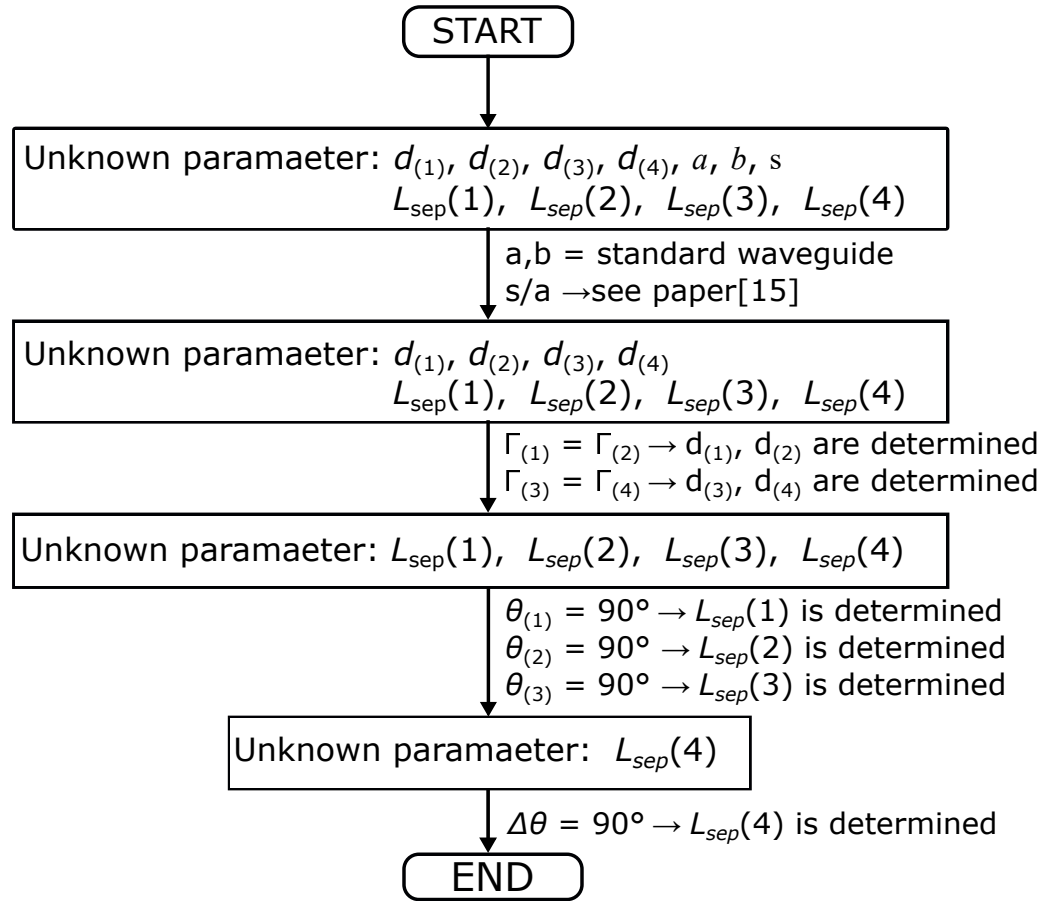 START
Unknown paramaeter: d(1), d(2), d(3), d(4), a, b, s
Lsep(1), Lsep(2), Lsep(3), Lsep(4)
a,b = standard waveguide
s/a →see paper[15]
Unknown paramaeter: d(1), d(2), d(3), d(4)
Lsep(1), Lsep(2), Lsep(3), Lsep(4)
Γ(1) = Γ(2) → d(1), d(2) are determined
Γ(3) = Γ(4) → d(3), d(4) are determined
Unknown paramaeter: Lsep(1), Lsep(2), Lsep(3), Lsep(4)
θ(1) = 90° → Lsep(1) is determined
θ(2) = 90° → Lsep(2) is determined
θ(3) = 90° → Lsep(3) is determined
Unknown paramaeter: Lsep(4)
Δθ = 90° → Lsep(4) is determined
END